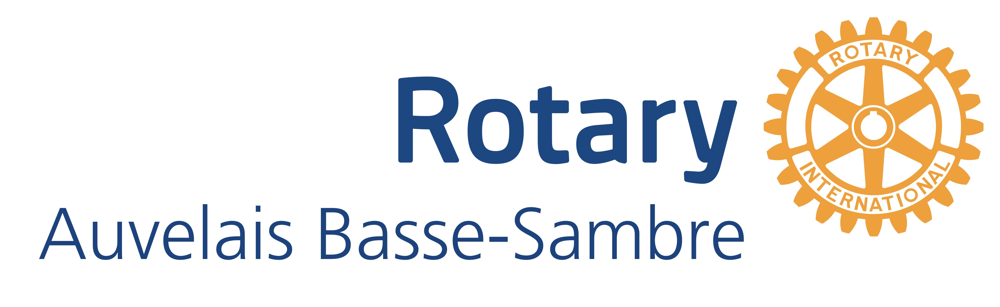 Rotary
Auvelais Basse-Sambre
ROTARY
INTERNATIONAL